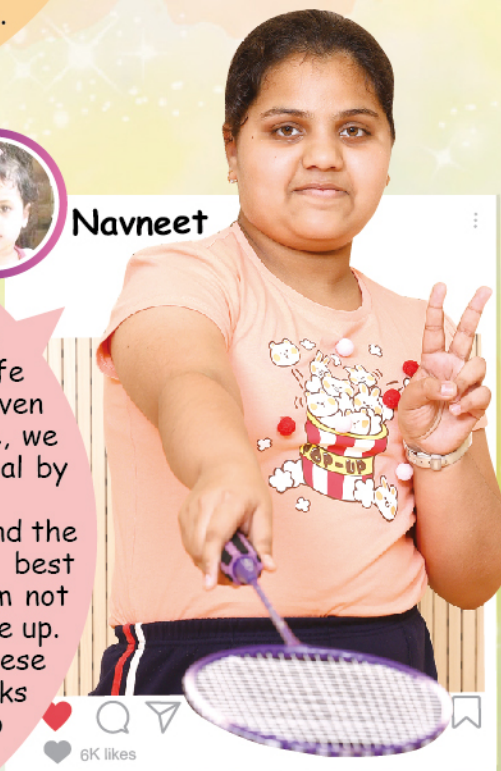 .
Navneet
fe
ven
., we
al by
nd the
best
m not
e up.
ese
ks
POP-UP
6K likes